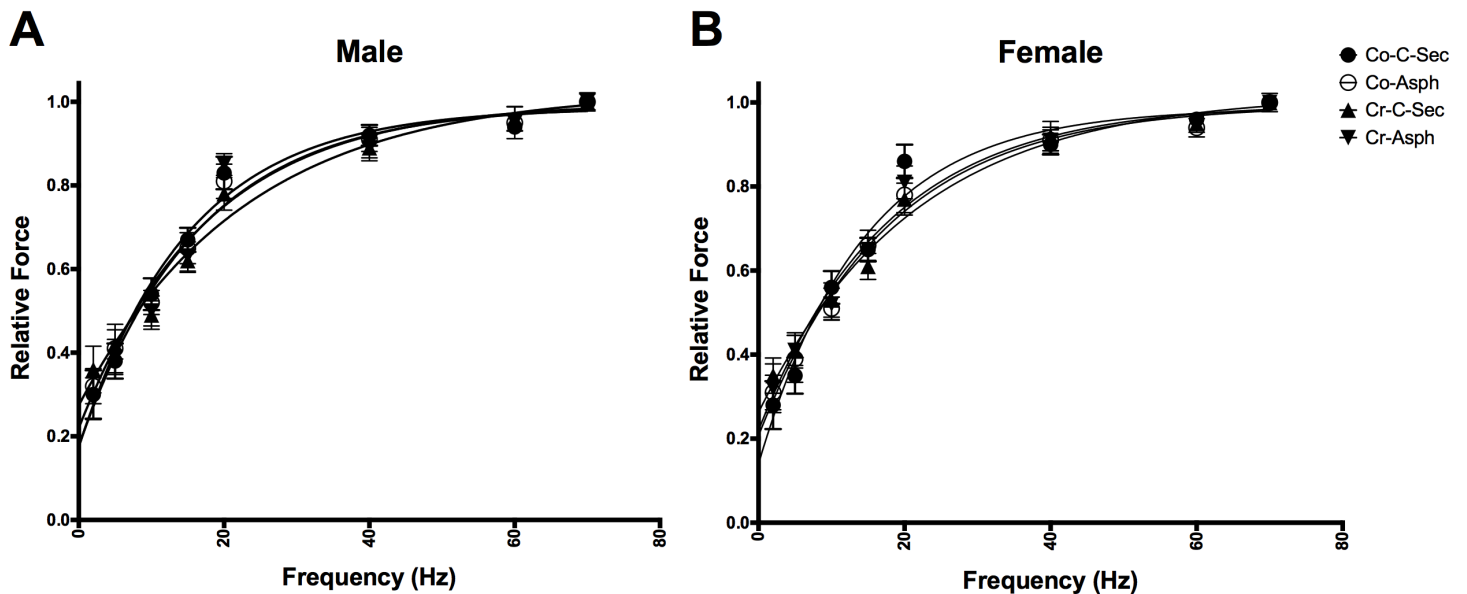 A
Male
1.0
0.8
0.6
0.4
0.2
0.0
0
20
40
60
80
Relative Force
Frequency (Hz)
B
Female
1.0
0.8
0.6
0.4
0.2
0.0
0
20
40
60
80
Relative Force
Frequency (Hz)
Co-C-Sec
Co-Asph
Cr-C-Sec
Cr-Asph